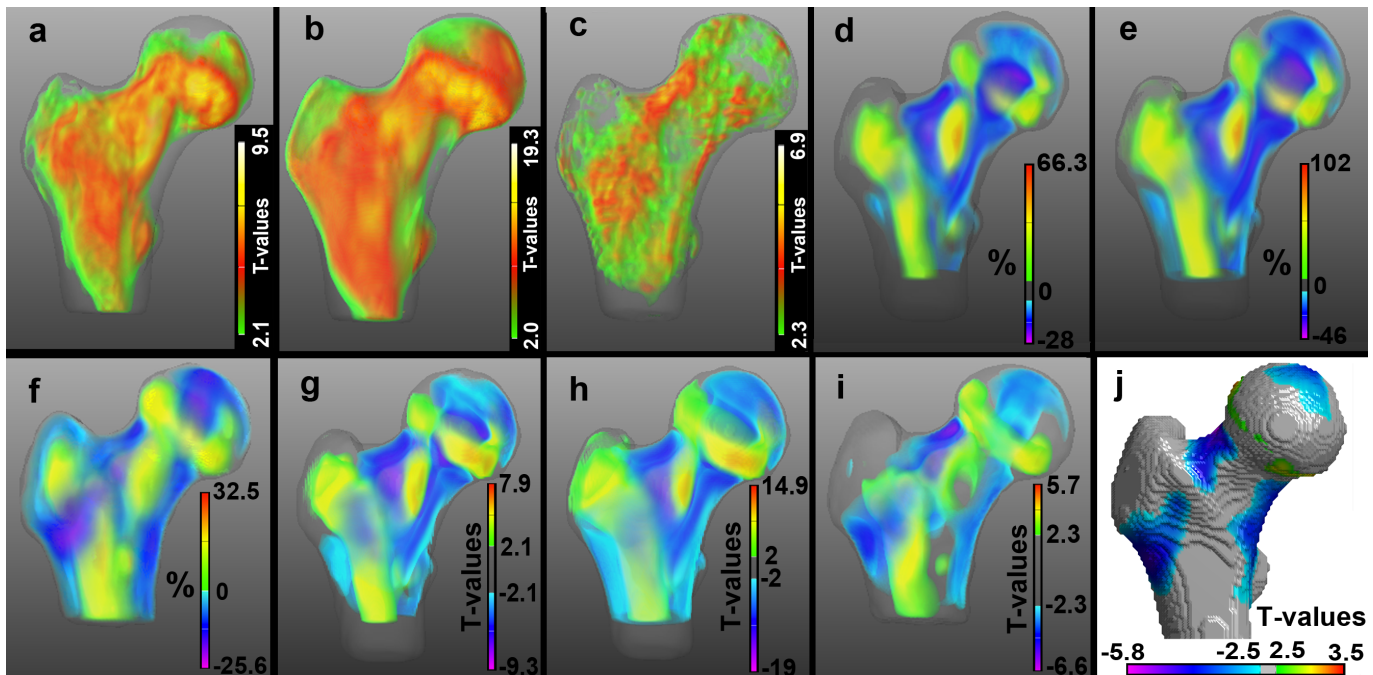 a
9.5
T-values
2.1
b
19.3
T-values
2.0
c
6.9
T-values
2.3
d
66.3
%
0
-28
e
102
%
0
-46
f
32.5
%
0
-25.6
g
7.9
2.1
T-values
-2.1
-9.3
h
14.9
2
T-values
-2
-19
i
5.7
2.3
T-values
-2.3
-6.6
j
T-values
-5.8 -2.5 2.5 3.5